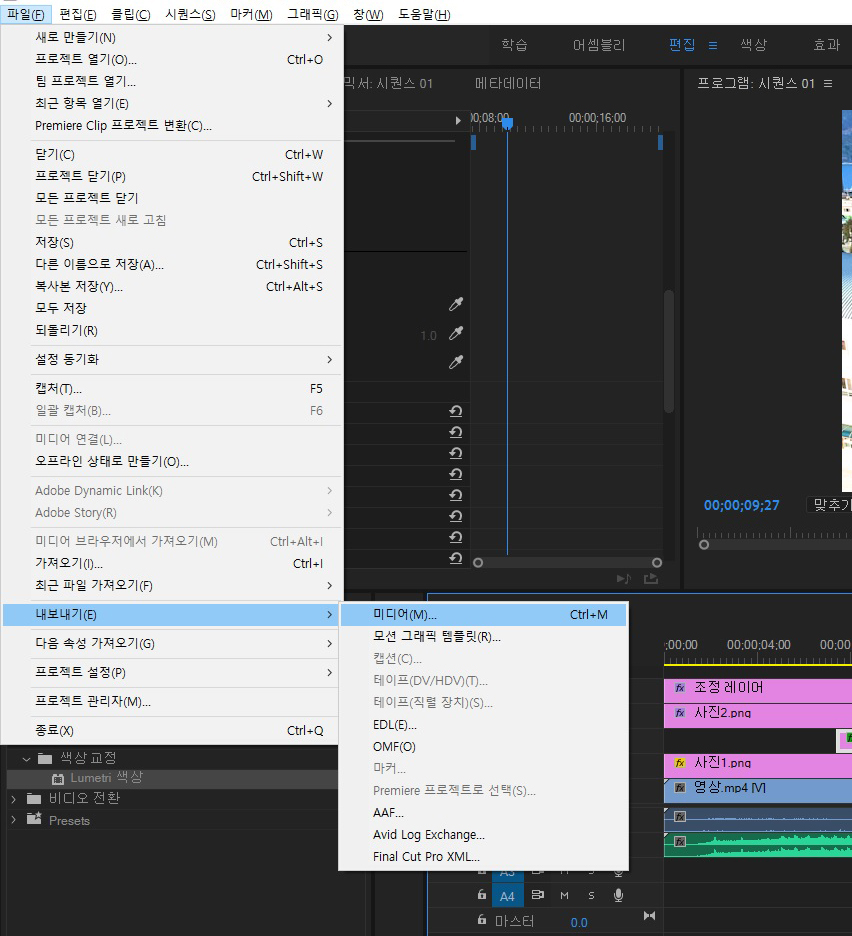 파일(F) 편집(E) 클립(C) 시퀀스(S) 마커(M) 그래픽(G) 창(W) 도움말(H)
새로 만들기(N)
프로젝트 열기(O)... Ctrl+O
팀 프로젝트 열기...
최근 항목 열기(E)
Premiere Clip 프로젝트 변환(C)...
닫기(C) Ctrl+W
프로젝트 닫기(P) Ctrl+Shift+W
모든 프로젝트 닫기
모든 프로젝트 새로 고침
저장(S) Ctrl+S
다른 이름으로 저장(A)... Ctrl+Shift+S
복사본 저장(Y)... Ctrl+Alt+S
모두 저장
되돌리기(R)
설정 동기화
캡처(T)... F5
일괄 캡처(B)... F6
미디어 연결(L)...
오프라인 상태로 만들기(O)...
Adobe Dynamic Link(K)
Adobe Story(R)
미디어 브라우저에서 가져오기(M) Ctrl+Alt+I
가져오기(I)... Ctrl+I
최근 파일 가져오기(F)
내보내기(E)
다음 속성 가져오기(G)
프로젝트 설정(P)
프로젝트 관리자(M)...
종료(X) Ctrl+Q
미디어(M)... Ctrl+M
모션 그래픽 템플릿(R)...
캡션(C)...
테이프(DV/HDV)(T)...
테이프(직렬 장치)(S)...
EDL(E)...
OMF(O)
마커...
Premiere 프로젝트로 선택(S)...
AAF...
Avid Log Exchange...
Final Cut Pro XML...
학습 어셈블리 편집 색상 효과
믹서: 시퀀스 01 메타데이터
프로그램: 시퀀스 01
00;08;00 00;00;16;00
1.0
00;00;09;27 맞추기
;00;00 00;00;04;00 00;00
fx 조정 레이어
fx 사진2.png
fx 사진1.png
fx 영상.mp4 [V]
fx
fx
A3 M S
A4 M S
마스터 0.0
색상 교정
Lumetri 색상
비디오 전환
Presets